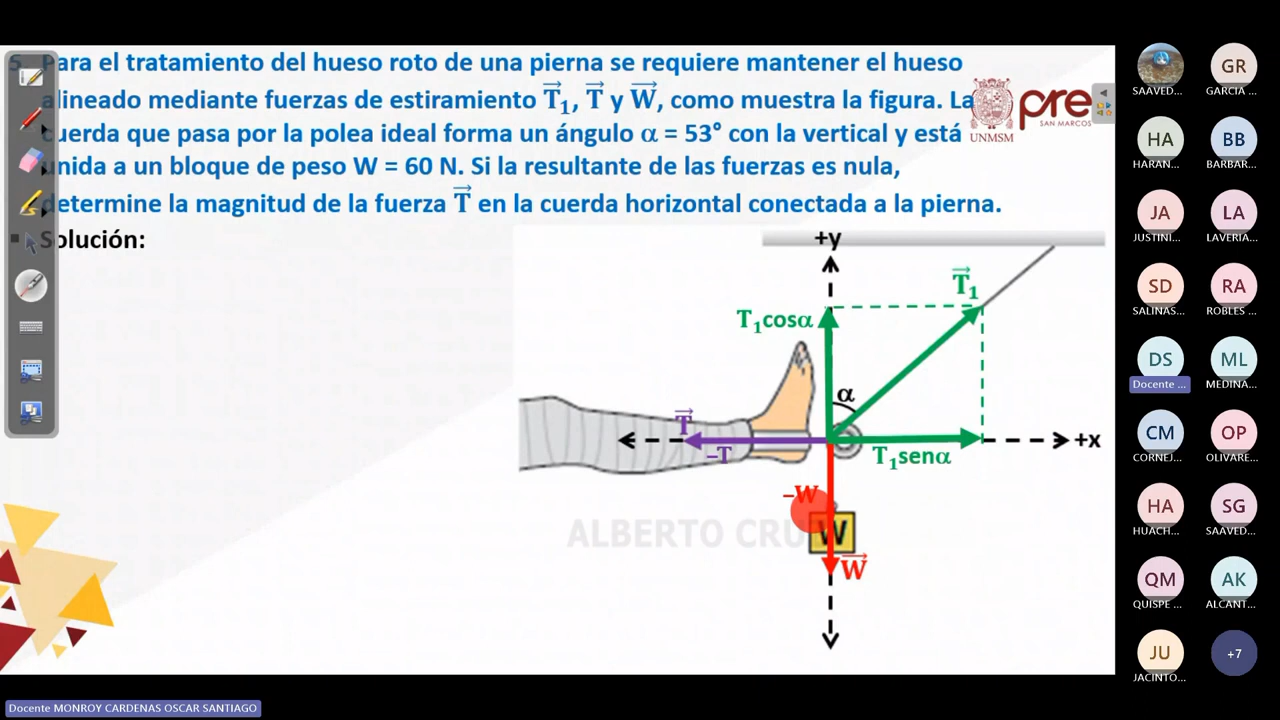 5. Para el tratamiento del hueso roto de una pierna se requiere mantener el hueso
alineado mediante fuerzas de estiramiento T⃗₁, T⃗ y W⃗, como muestra la figura. La
cuerda que pasa por la polea ideal forma un ángulo α = 53° con la vertical y está
unida a un bloque de peso W = 60 N. Si la resultante de las fuerzas es nula,
determine la magnitud de la fuerza T⃗ en la cuerda horizontal conectada a la pierna.
UNMSM
pre
SAN MARCOS
Solución:
+y
T⃗₁
T₁cosα
α
T⃗
–T
+x
T₁senα
–W
ALBERTO CRU
W
W⃗
SAAVED...
GR
GARCIA ...
HA
HARAN...
BB
BARBAR...
JA
JUSTINI...
LA
LAVERIA...
SD
SALINAS...
RA
ROBLES ...
DS
Docente ...
ML
MEDINA...
CM
CORNEJ...
OP
OLIVARE...
HA
HUACH...
SG
SAAVED...
QM
QUISPE ...
AK
ALCANT...
JU
JACINTO...
+7
Docente MONROY CARDENAS OSCAR SANTIAGO